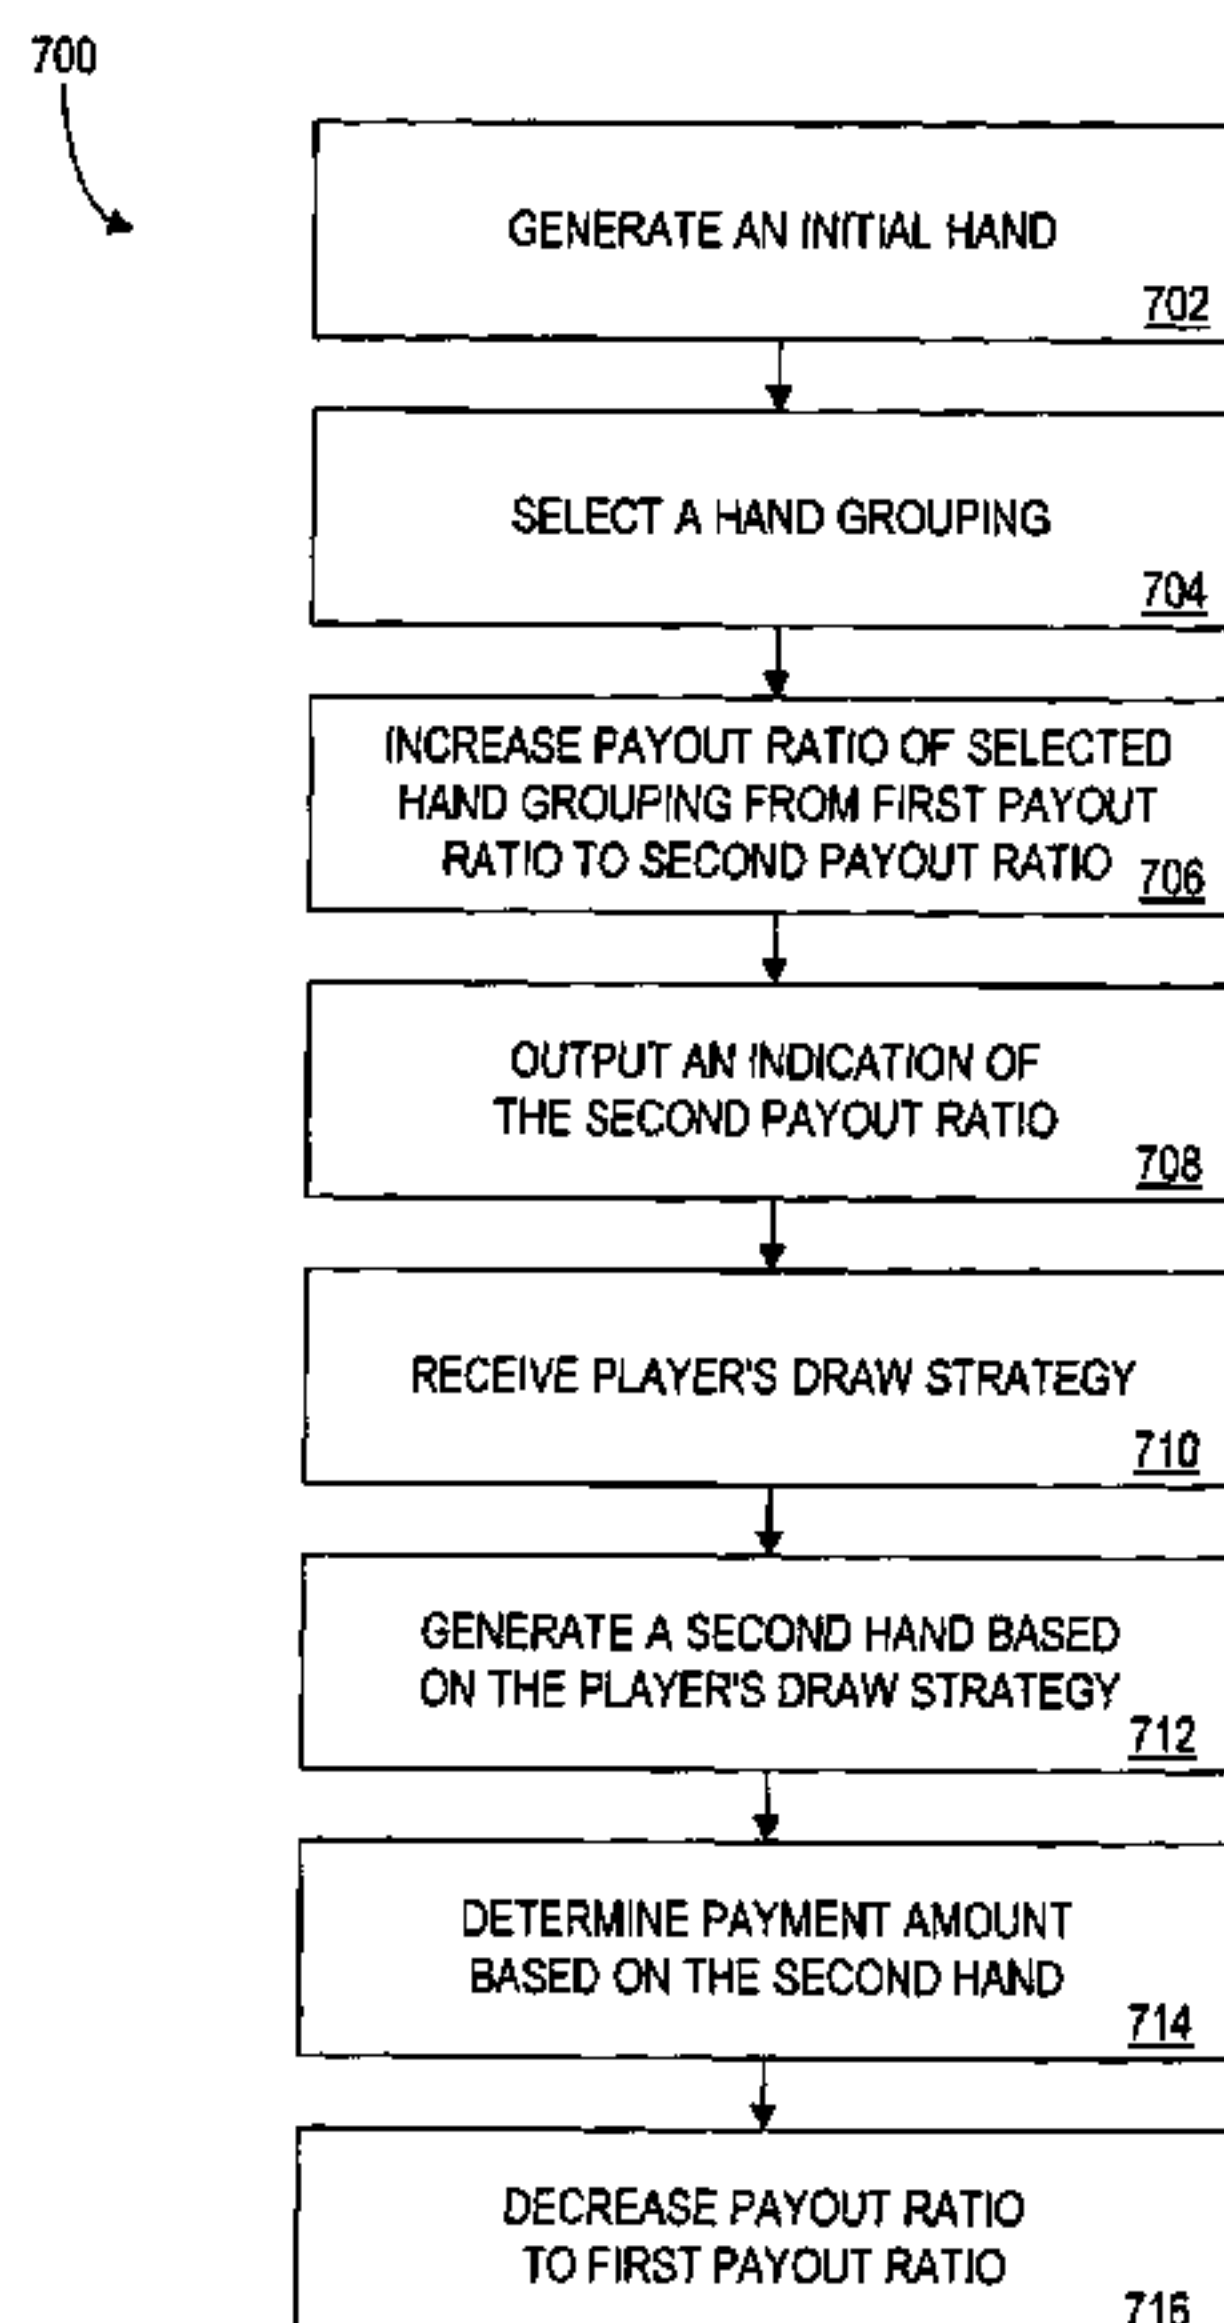 700
GENERATE AN INITIAL HAND
702
SELECT A HAND GROUPING
704
INCREASE PAYOUT RATIO OF SELECTED
HAND GROUPING FROM FIRST PAYOUT
RATIO TO SECOND PAYOUT RATIO
706
OUTPUT AN INDICATION OF
THE SECOND PAYOUT RATIO
708
RECEIVE PLAYER'S DRAW STRATEGY
710
GENERATE A SECOND HAND BASED
ON THE PLAYER'S DRAW STRATEGY
712
DETERMINE PAYMENT AMOUNT
BASED ON THE SECOND HAND
714
DECREASE PAYOUT RATIO
TO FIRST PAYOUT RATIO
716